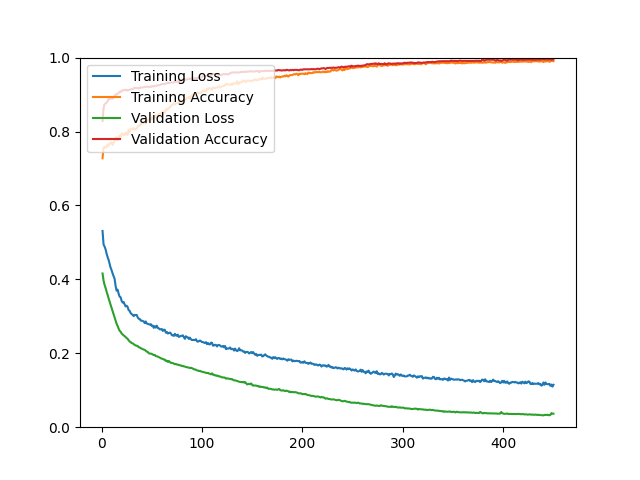 1.0
0.8
0.6
0.4
0.2
0.0
Training Loss
Training Accuracy
Validation Loss
Validation Accuracy
0 100 200 300 400